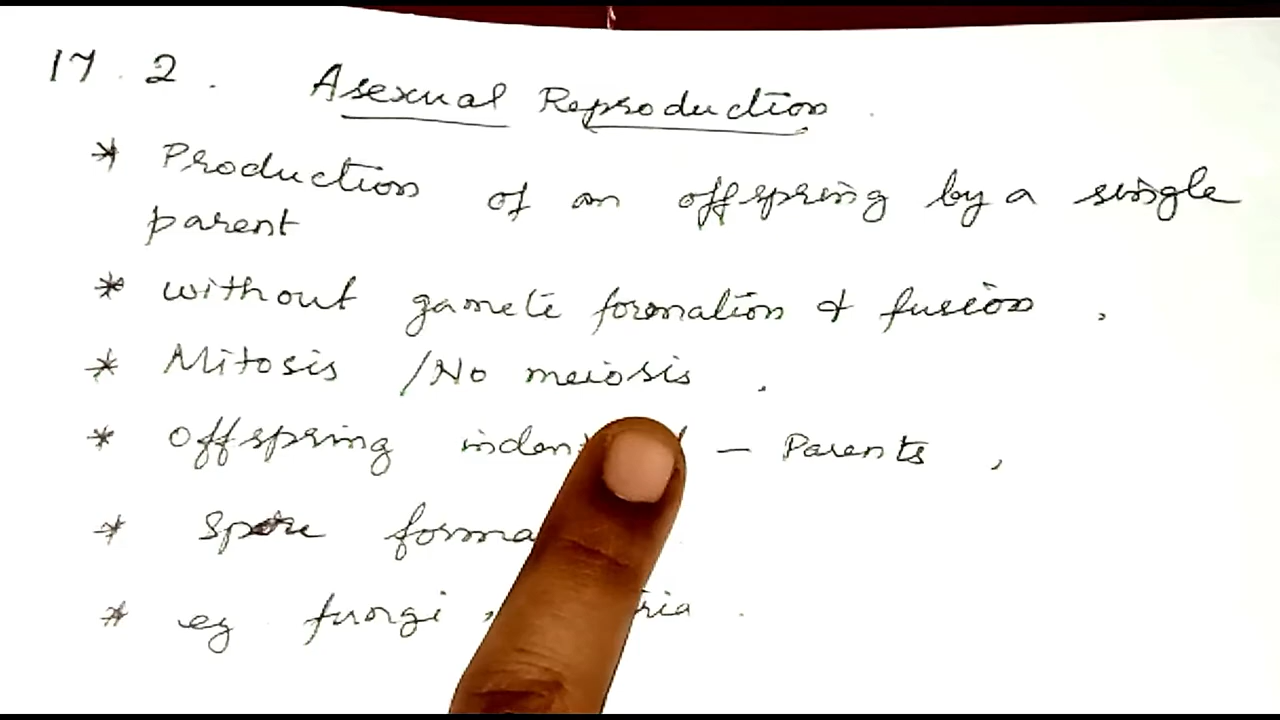 17.2. Asexual Reproduction.
* Production of an offspring by a single
parent
* without gamete formation & fusion,
* Mitosis /No meiosis.
* Offspring - Parents,
* Spore
* eg fungi,